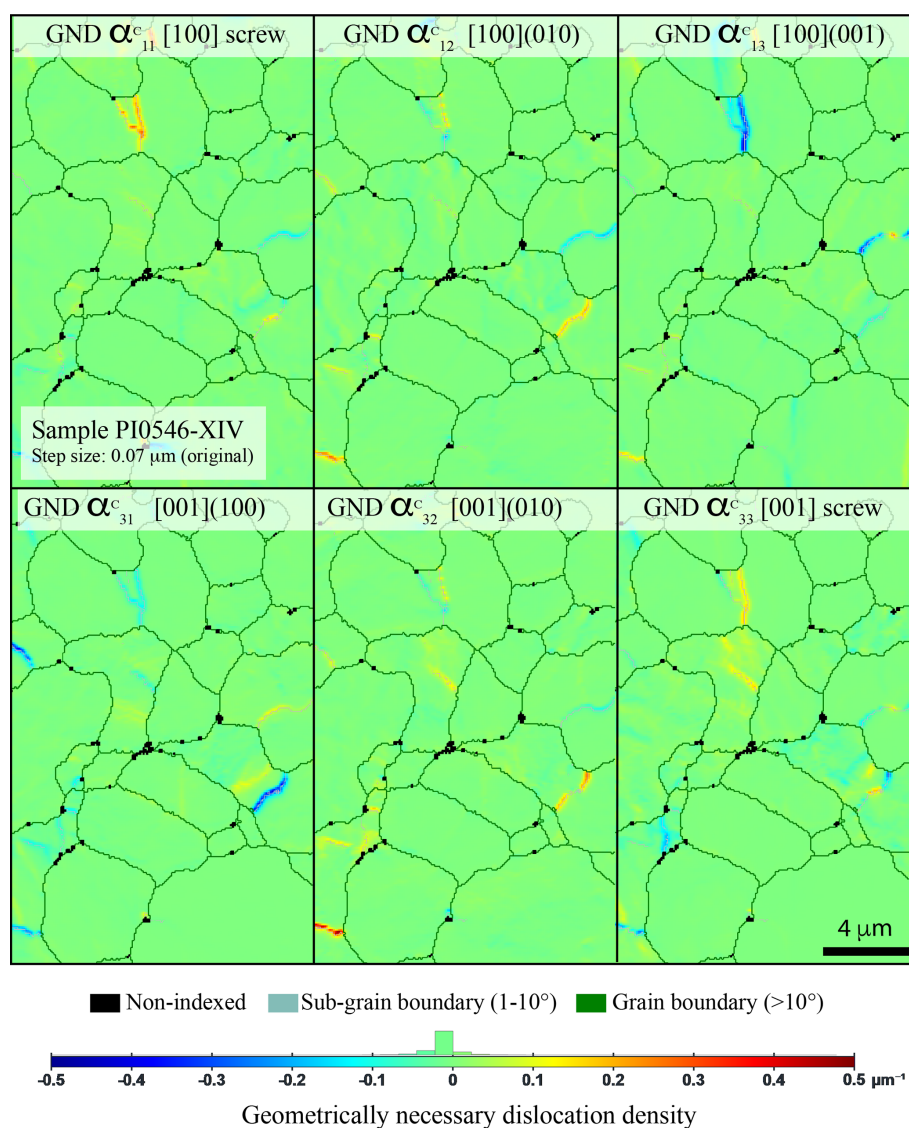 GND αᶜ₁₁ [100] screw
GND αᶜ₁₂ [100](010)
GND αᶜ₁₃ [100](001)
Sample PI0546-XIV
Step size: 0.07 μm (original)
GND αᶜ₃₁ [001](100)
GND αᶜ₃₂ [001](010)
GND αᶜ₃₃ [001] screw
4 μm
Non-indexed Sub-grain boundary (1-10°) Grain boundary (>10°)
-0.5 -0.4 -0.3 -0.2 -0.1 0 0.1 0.2 0.3 0.4 0.5 μm⁻¹
Geometrically necessary dislocation density